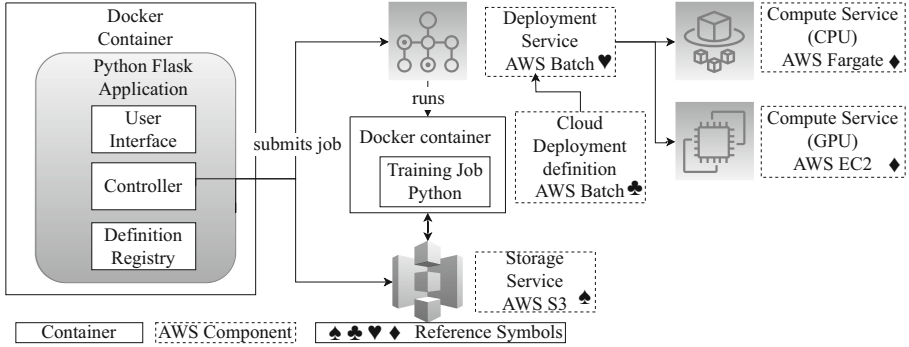 Docker
Container
Python Flask
Application
User
Interface
Controller
Definition
Registry
submits job
runs
Docker container
Training Job
Python
Deployment
Service
AWS Batch ♥
Cloud
Deployment
definition
AWS Batch ♣
Storage
Service
AWS S3 ♠
Compute Service
(CPU)
AWS Fargate ♦
Compute Service
(GPU)
AWS EC2 ♦
Container
AWS Component
♠ ♣ ♥ ♦ Reference Symbols